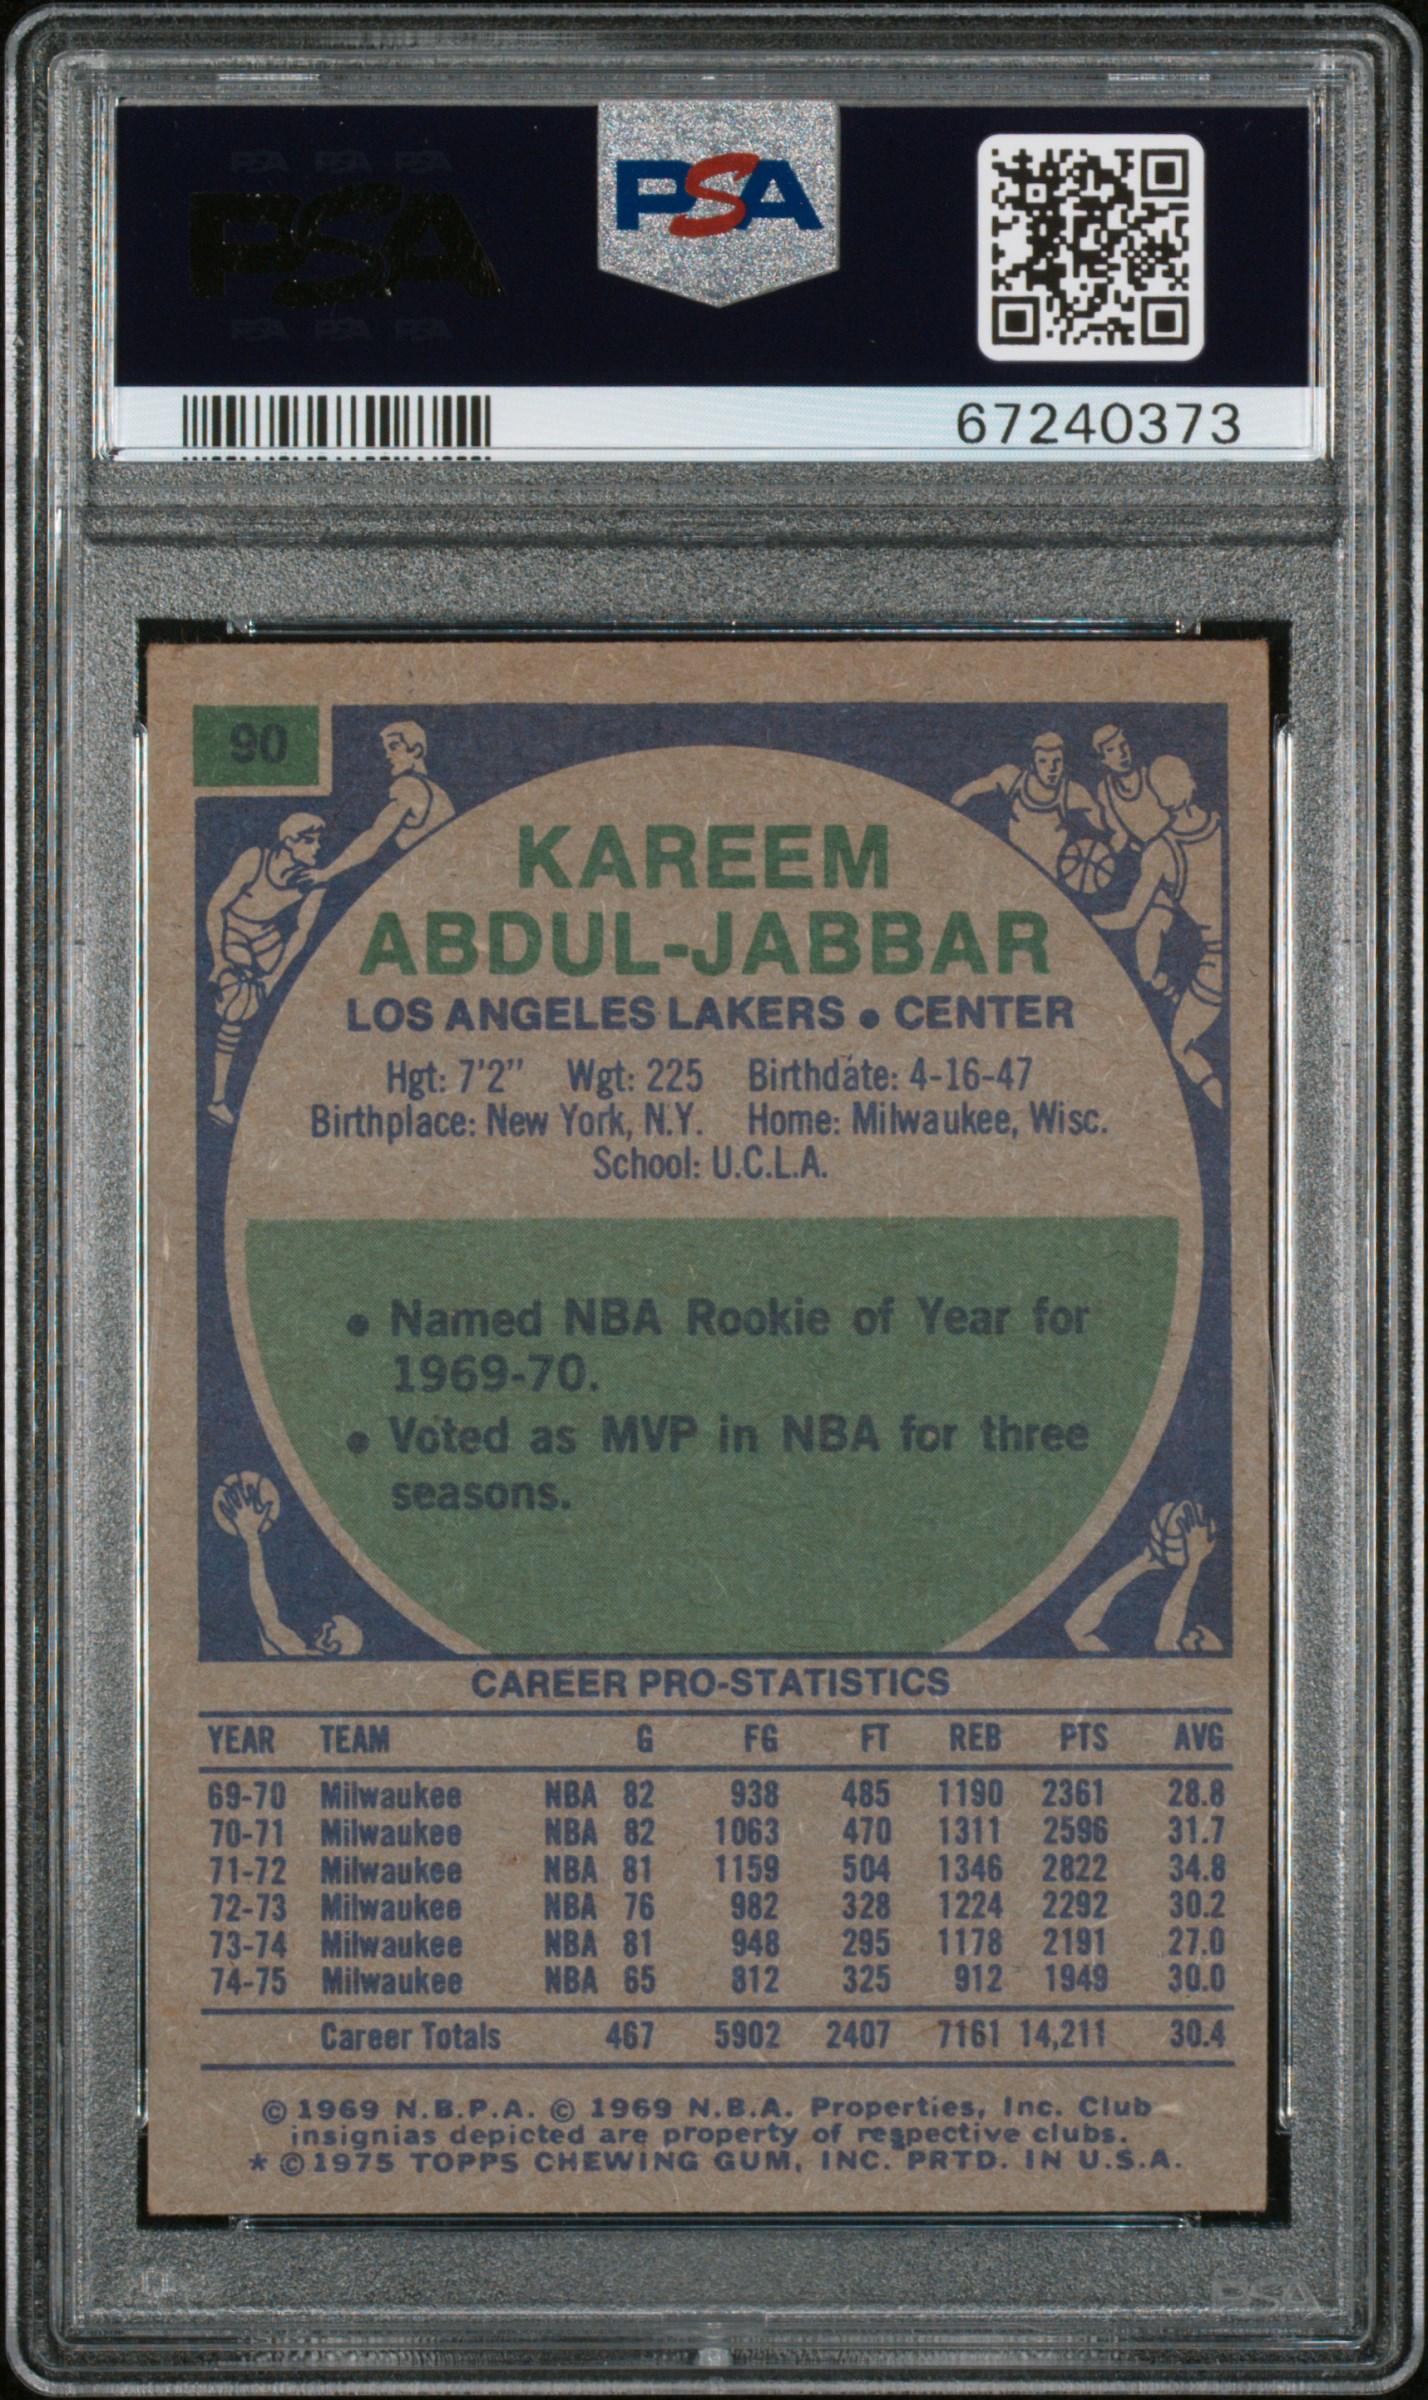 PSA PSA PSA
PSA
PSA PSA PSA
PSA
67240373
90
KAREEM
ABDUL-JABBAR
LOS ANGELES LAKERS • CENTER
Hgt: 7'2" Wgt: 225 Birthdate: 4-16-47
Birthplace: New York, N.Y. Home: Milwaukee, Wisc.
School: U.C.L.A.
• Named NBA Rookie of Year for
1969-70.
• Voted as MVP in NBA for three
seasons.
CAREER PRO-STATISTICS
YEAR TEAM G FG FT REB PTS AVG
69-70 Milwaukee NBA 82 938 485 1190 2361 28.8
70-71 Milwaukee NBA 82 1063 470 1311 2596 31.7
71-72 Milwaukee NBA 81 1159 504 1346 2822 34.8
72-73 Milwaukee NBA 76 982 328 1224 2292 30.2
73-74 Milwaukee NBA 81 948 295 1178 2191 27.0
74-75 Milwaukee NBA 65 812 325 912 1949 30.0
Career Totals 467 5902 2407 7161 14,211 30.4
© 1969 N.B.P.A. © 1969 N.B.A. Properties, Inc. Club
insignias depicted are property of respective clubs.
* © 1975 TOPPS CHEWING GUM, INC. PRTD. IN U.S.A.
PSA